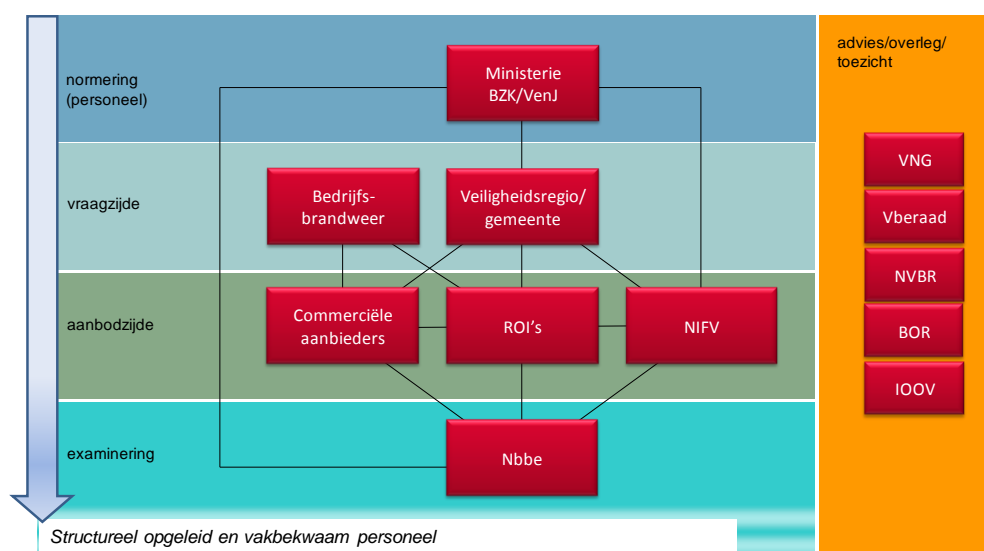 normering
(personeel)
Ministerie
BZK/VenJ
vraagzijde
Bedrijfs-
brandweer
Veiligheidsregio/
gemeente
aanbodzijde
Commerciële
aanbieders
ROI's
NIFV
examinering
Nbbe
Structureel opgeleid en vakbekwaam personeel
advies/overleg/
toezicht
VNG
Vberaad
NVBR
BOR
IOOV